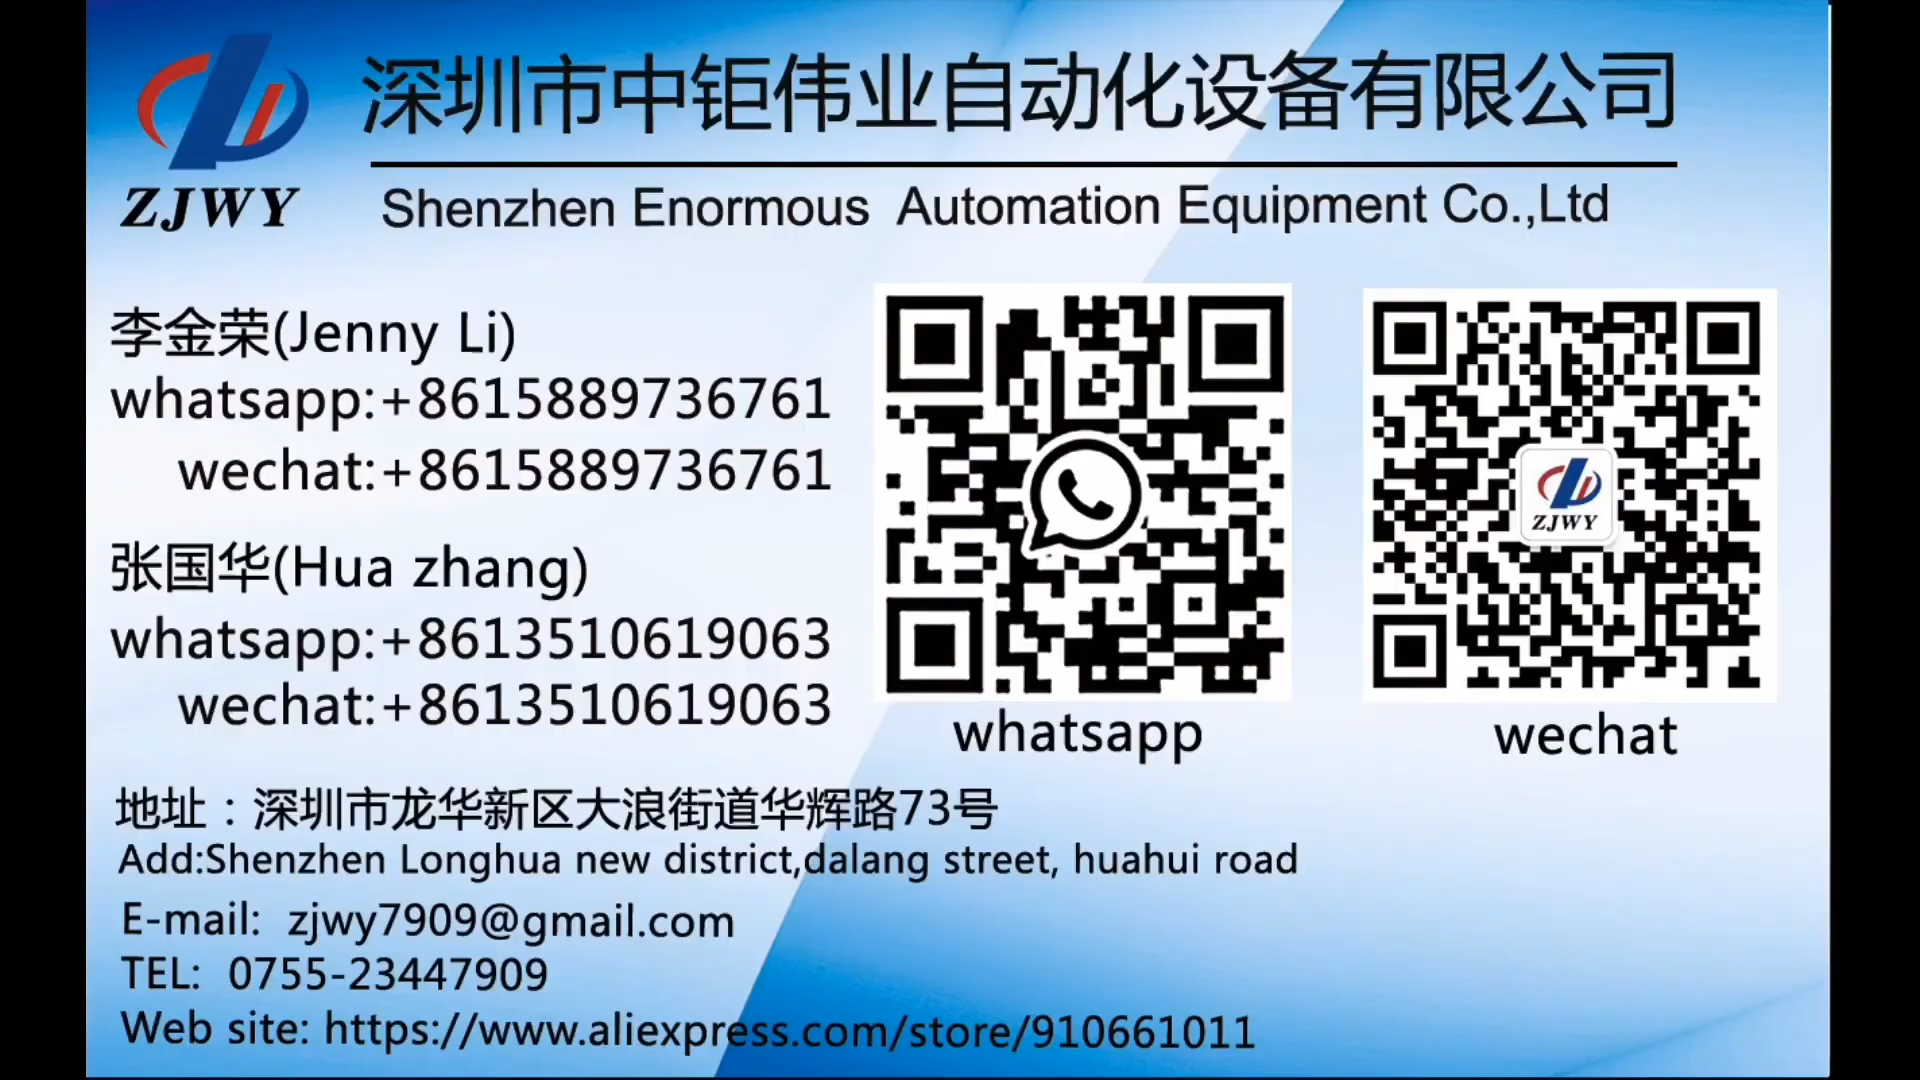 深圳市中钜伟业自动化设备有限公司
ZJWY
Shenzhen Enormous Automation Equipment Co.,Ltd
李金荣(Jenny Li)
whatsapp:+8615889736761
wechat:+8615889736761
张国华(Hua zhang)
whatsapp:+8613510619063
wechat:+8613510619063
ZJWY
whatsapp
wechat
地址：深圳市龙华新区大浪街道华辉路73号
Add:Shenzhen Longhua new district,dalang street, huahui road
E-mail: zjwy7909@gmail.com
TEL: 0755-23447909
Web site: https://www.aliexpress.com/store/910661011